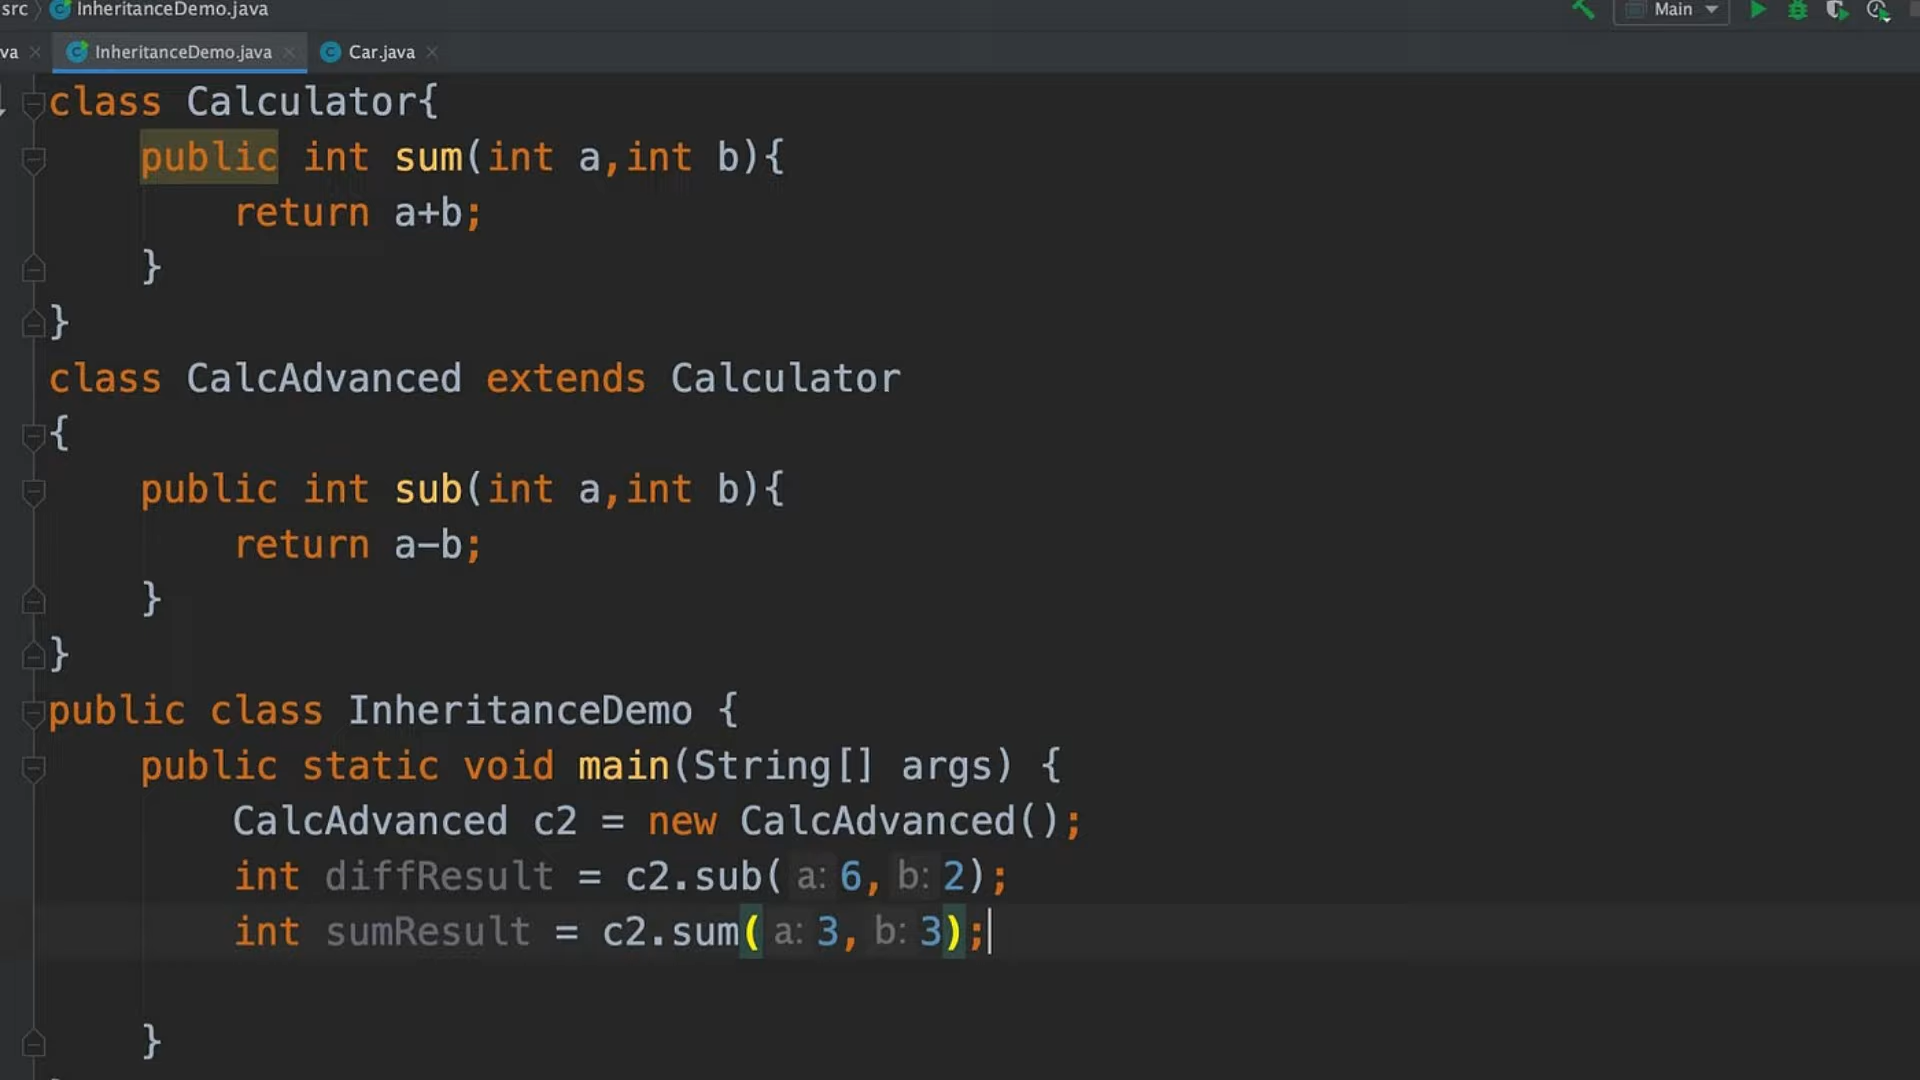 src InheritanceDemo.java Main
va InheritanceDemo.java Car.java
class Calculator{
public int sum(int a,int b){
return a+b;
}
}
class CalcAdvanced extends Calculator
{
public int sub(int a,int b){
return a-b;
}
}
public class InheritanceDemo {
public static void main(String[] args) {
CalcAdvanced c2 = new CalcAdvanced();
int diffResult = c2.sub( a: 6, b: 2);
int sumResult = c2.sum( a: 3, b: 3);
}